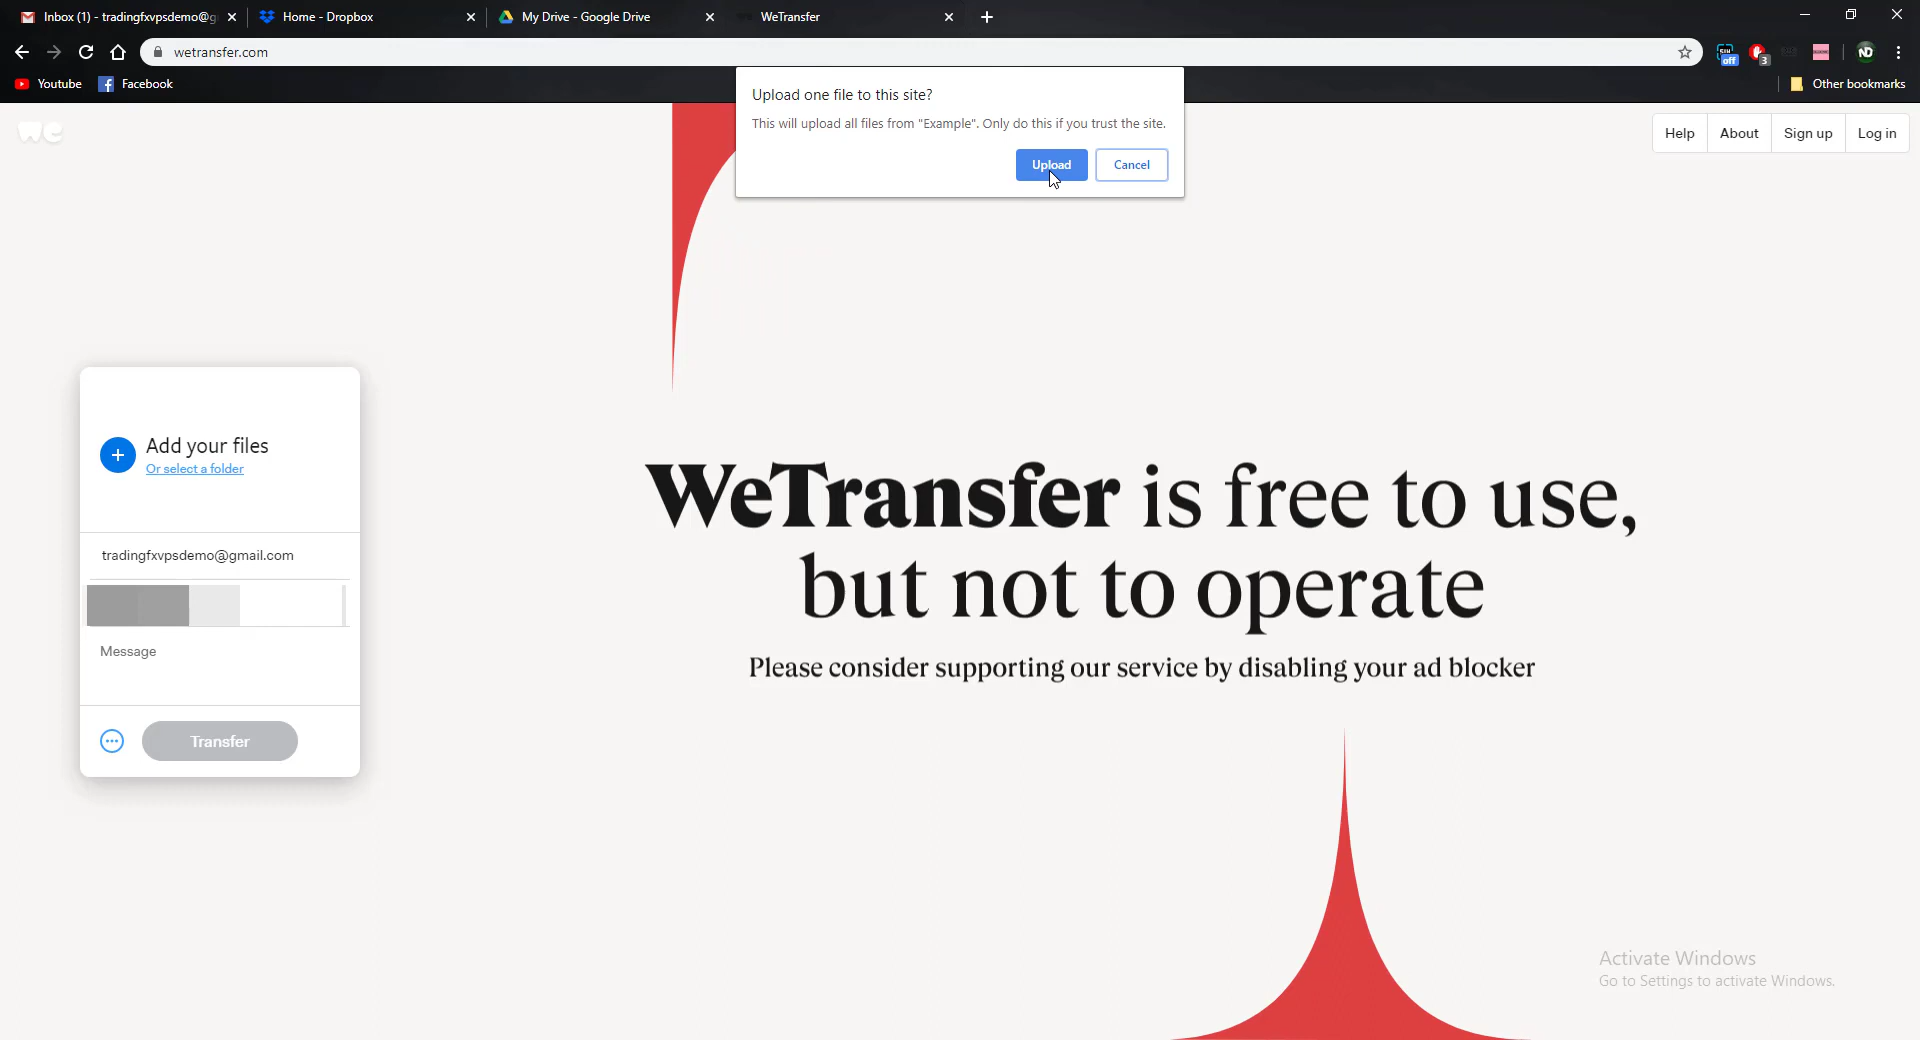 Inbox (1) - tradingfxvpsdemo@g
Home - Dropbox
My Drive - Google Drive
WeTransfer
wetransfer.com
off
3
ND
Youtube
Facebook
Other bookmarks
Upload one file to this site?
This will upload all files from "Example". Only do this if you trust the site.
Upload
Cancel
we
Help
About
Sign up
Log in
Add your files
Or select a folder
tradingfxvpsdemo@gmail.com
Message
Transfer
WeTransfer is free to use,
but not to operate
Please consider supporting our service by disabling your ad blocker
Activate Windows
Go to Settings to activate Windows.